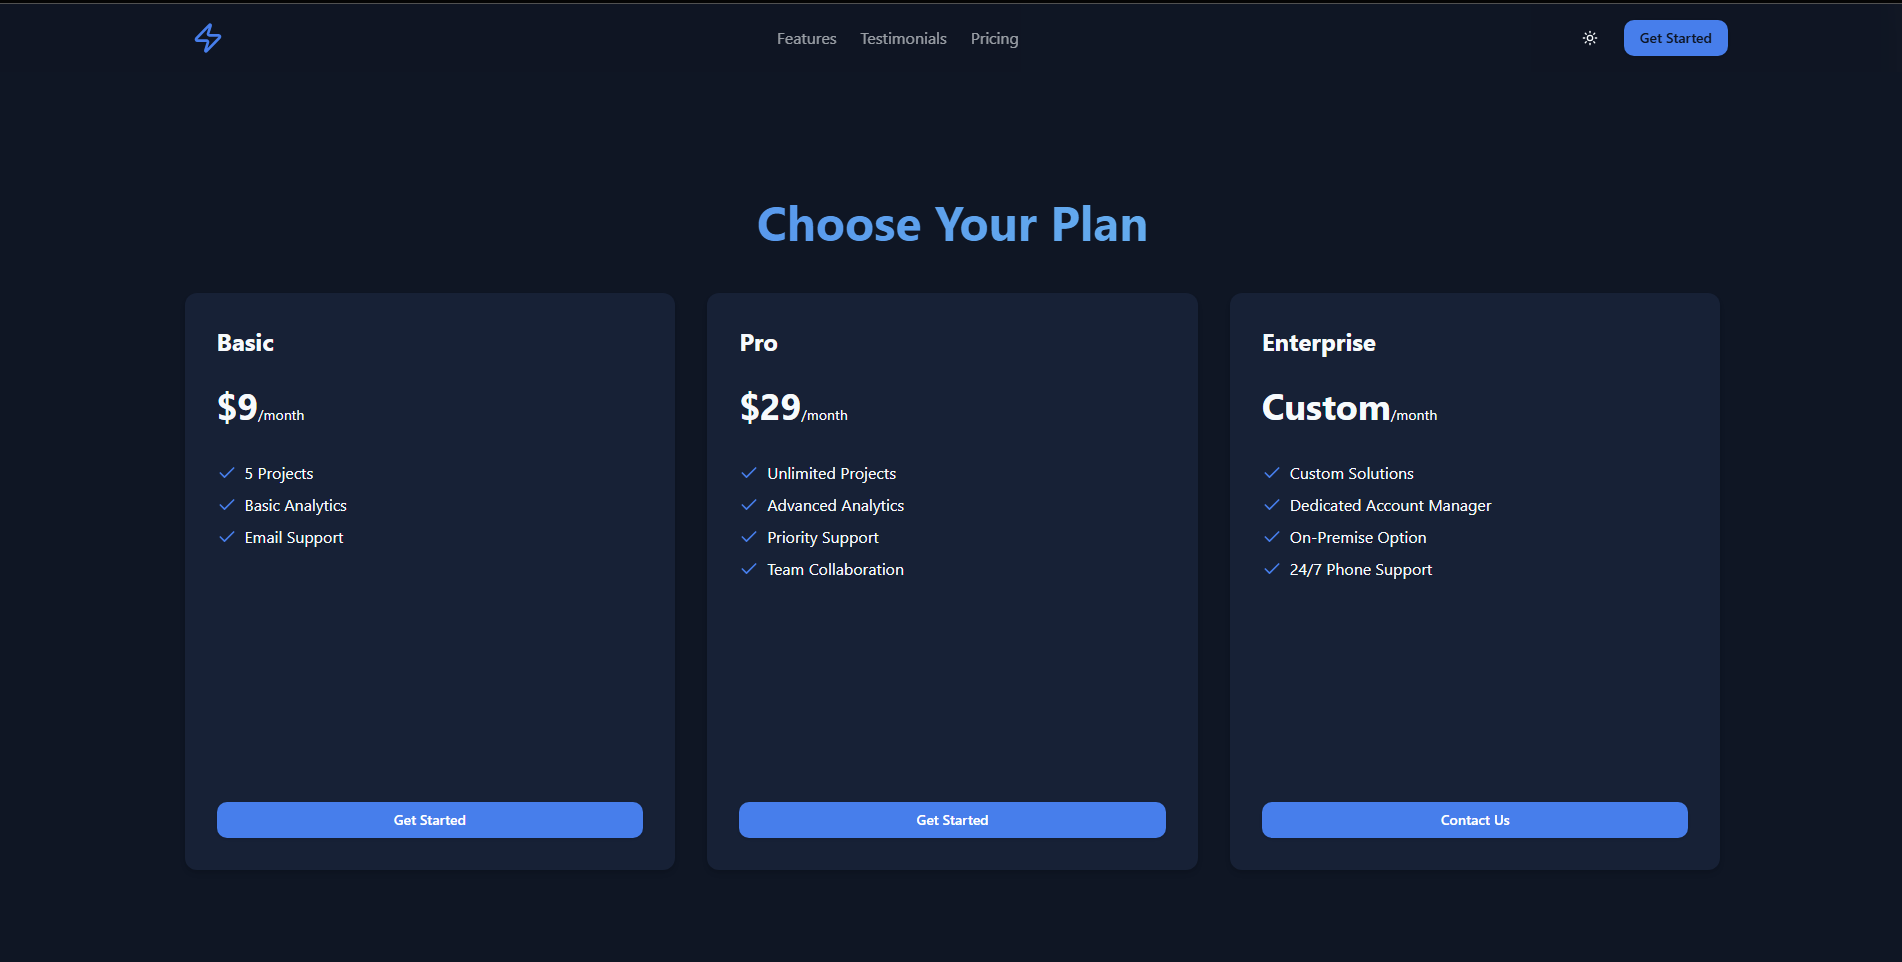 Features Testimonials Pricing Get Started
Choose Your Plan
Basic
$9/month
5 Projects
Basic Analytics
Email Support
Get Started
Pro
$29/month
Unlimited Projects
Advanced Analytics
Priority Support
Team Collaboration
Get Started
Enterprise
Custom/month
Custom Solutions
Dedicated Account Manager
On-Premise Option
24/7 Phone Support
Contact Us